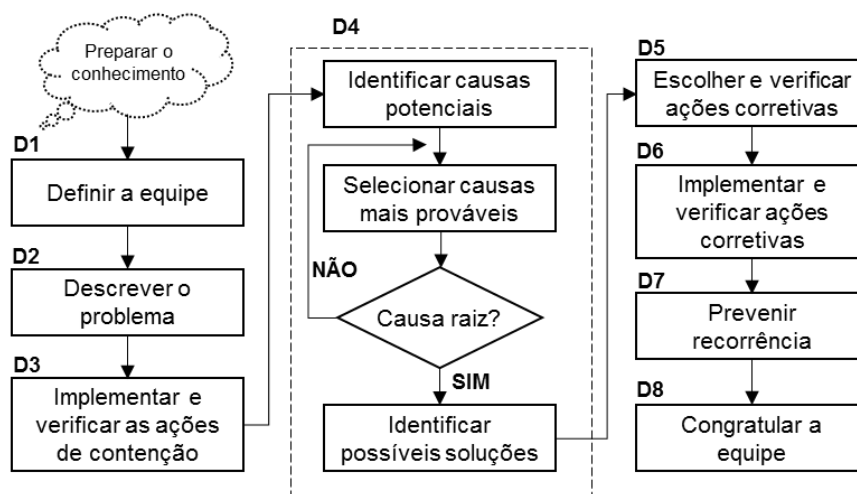 Preparar o
conhecimento
D1
Definir a equipe
D2
Descrever o
problema
D3
Implementar e
verificar as ações
de contenção
D4
Identificar causas
potenciais
Selecionar causas
mais prováveis
NÃO
Causa raiz?
SIM
Identificar
possíveis soluções
D5
Escolher e verificar
ações corretivas
D6
Implementar e
verificar ações
corretivas
D7
Prevenir
recorrência
D8
Congratular a
equipe